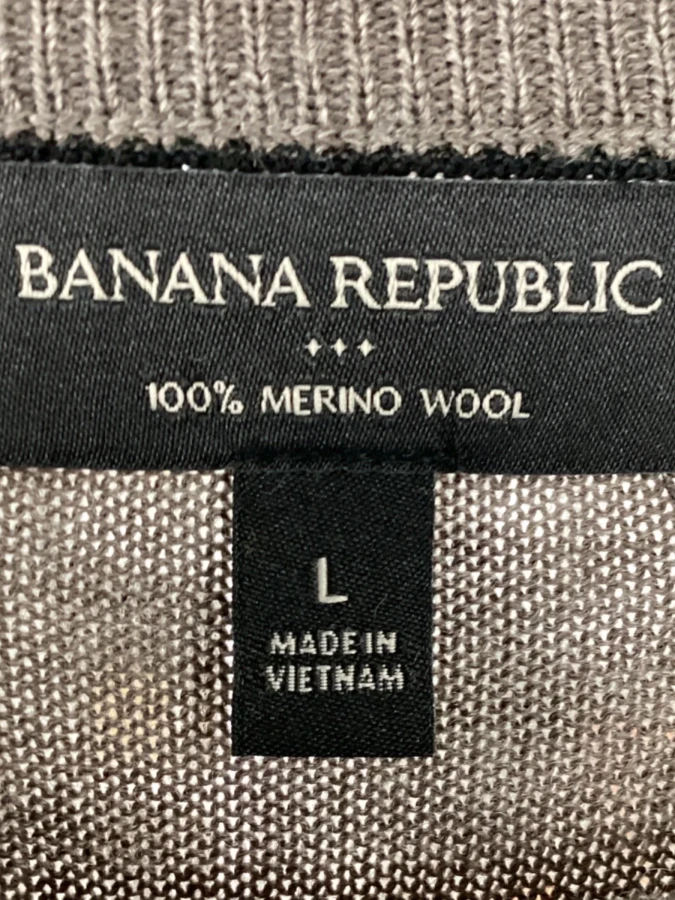 BANANA REPUBLIC
100% MERINO WOOL
L
MADE IN
VIETNAM